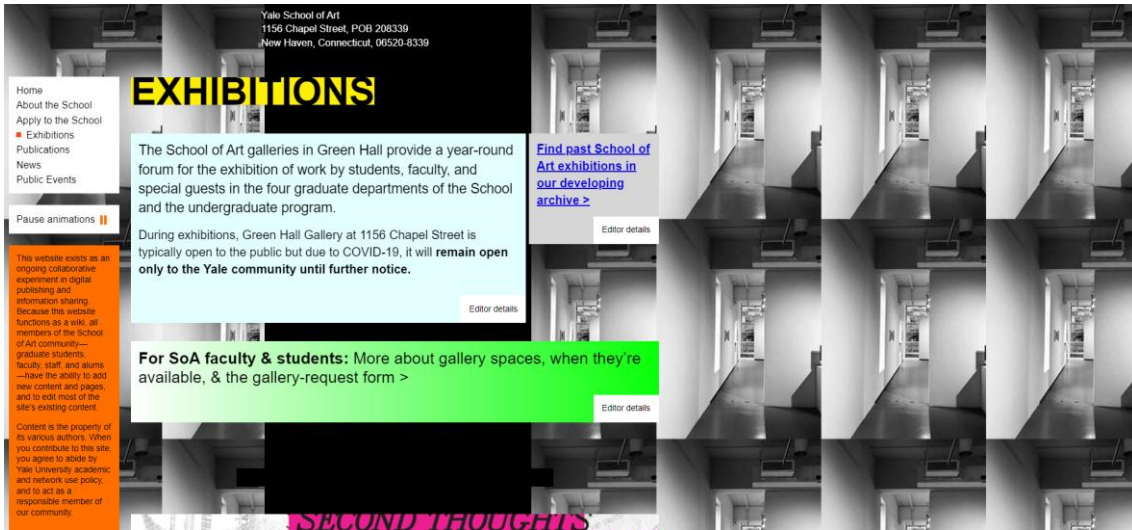 Yale School of Art
1156 Chapel Street, POB 208339
New Haven, Connecticut, 06520-8339
Home
About the School
Apply to the School
Exhibitions
Publications
News
Public Events
Pause animations
This website exists as an
ongoing collaborative
experiment in digital
publishing and
information sharing.
Because this website
functions as a wiki, all
members of the School
of Art community—
graduate students,
faculty, staff, and alums
—have the ability to add
new content and pages,
and to edit most of the
site's existing content.
Content is the property of
its various authors. When
you contribute to this site,
you agree to abide by
Yale University academic
and network use policy,
and to act as a
responsible member of
our community.
EXHIBITIONS
The School of Art galleries in Green Hall provide a year-round
forum for the exhibition of work by students, faculty, and
special guests in the four graduate departments of the School
and the undergraduate program.
During exhibitions, Green Hall Gallery at 1156 Chapel Street is
typically open to the public but due to COVID-19, it will remain open
only to the Yale community until further notice.
Editor details
Find past School of
Art exhibitions in
our developing
archive >
Editor details
For SoA faculty & students: More about gallery spaces, when they're
available, & the gallery-request form >
Editor details
SECOND THOUGHTS